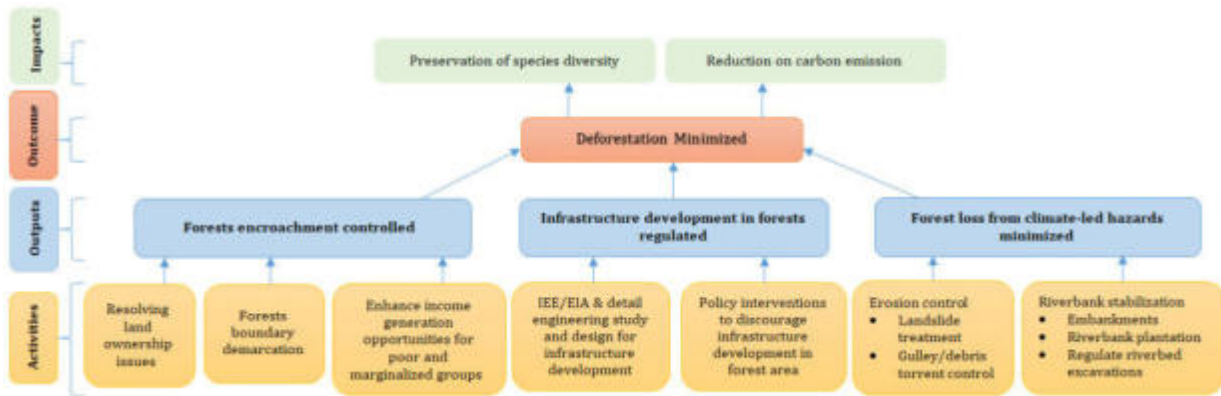 Impacts
Preservation of species diversity
Reduction on carbon emission
Outcome
Deforestation Minimized
Outputs
Forests encroachment controlled
Infrastructure development in forests
regulated
Forest loss from climate-led hazards
minimized
Activities
Resolving
land
ownership
issues
Forests
boundary
demarcation
Enhance income
generation
opportunities for
poor and
marginalized groups
IEE/EIA & detail
engineering study
and design for
infrastructure
development
Policy interventions
to discourage
infrastructure
development in
forest area
Erosion control
• Landslide
treatment
• Gulley/debris
torrent control
Riverbank stabilization
• Embankments
• Riverbank plantation
• Regulate riverbed
excavations